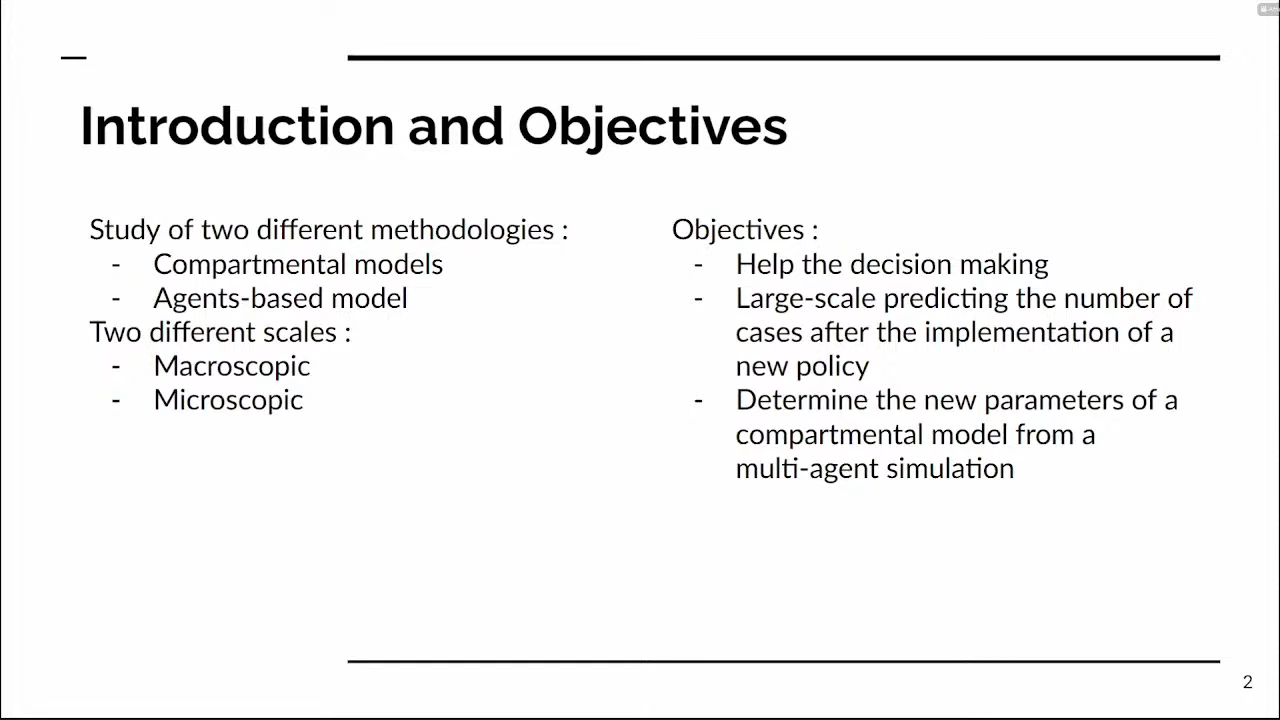 Introduction and Objectives
Study of two different methodologies :
- Compartmental models
- Agents-based model
Two different scales :
- Macroscopic
- Microscopic
Objectives :
- Help the decision making
- Large-scale predicting the number of
cases after the implementation of a
new policy
- Determine the new parameters of a
compartmental model from a
multi-agent simulation
2